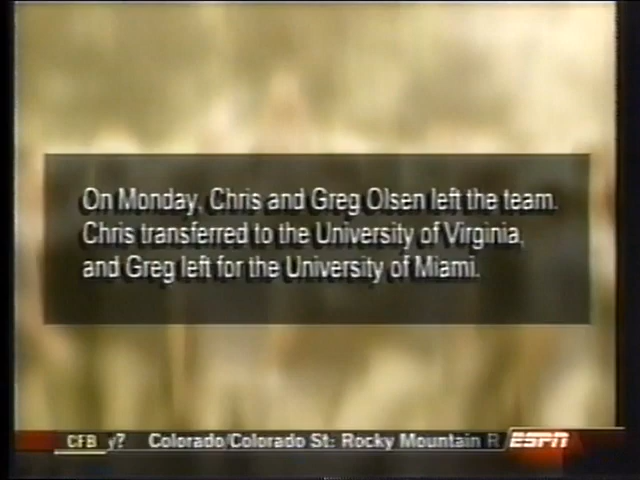 On Monday, Chris and Greg Olsen left the team.
Chris transferred to the University of Virginia,
and Greg left for the University of Miami.
CFB y? Colorado/Colorado St: Rocky Mountain R ESPN